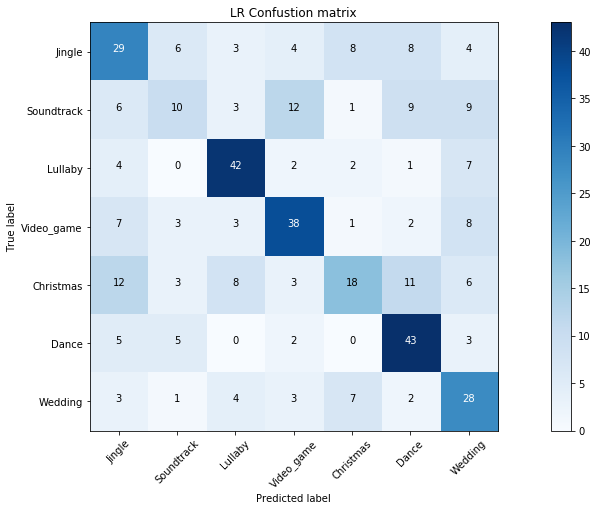 LR Confustion matrix
True label
Jingle 29 6 3 4 8 8 4
Soundtrack 6 10 3 12 1 9 9
Lullaby 4 0 42 2 2 1 7
Video_game 7 3 3 38 1 2 8
Christmas 12 3 8 3 18 11 6
Dance 5 5 0 2 0 43 3
Wedding 3 1 4 3 7 2 28
Jingle Soundtrack Lullaby Video_game Christmas Dance Wedding
Predicted label
40
35
30
25
20
15
10
5
0